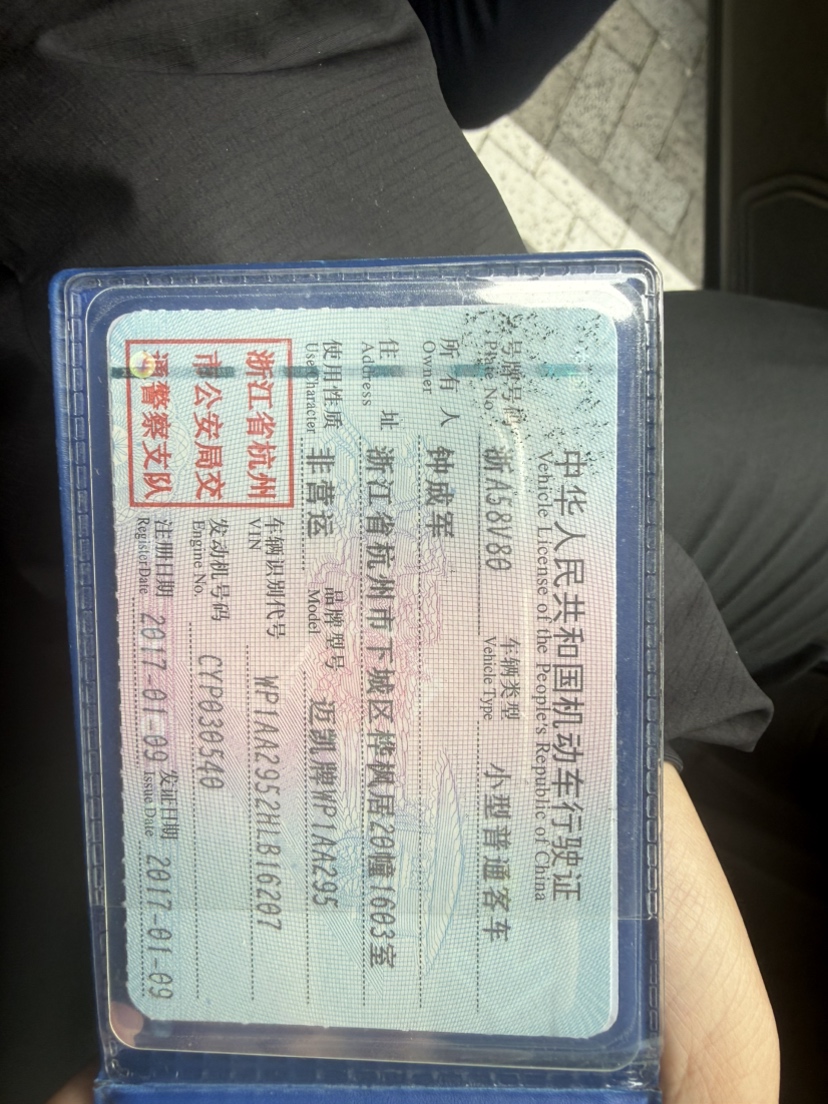 中华人民共和国机动车行驶证
Vehicle License of the People's Republic of China
号牌号码 浙A58V80 车辆类型 小型普通客车
Plate No. Vehicle Type
所有人 钟成军
Owner
住址 浙江省杭州市下城区桦枫居20幢1603室
Address
使用性质 非营运 品牌型号 迈凯牌WP1AA295
Use Character Model
浙江省杭州
市公安局交
通警察支队
车辆识别代号 WP1AA2952HLB16207
VIN
发动机号码 CYP030540
Engine No.
注册日期 2017-01-09 发证日期 2017-01-09
Register Date Issue Date